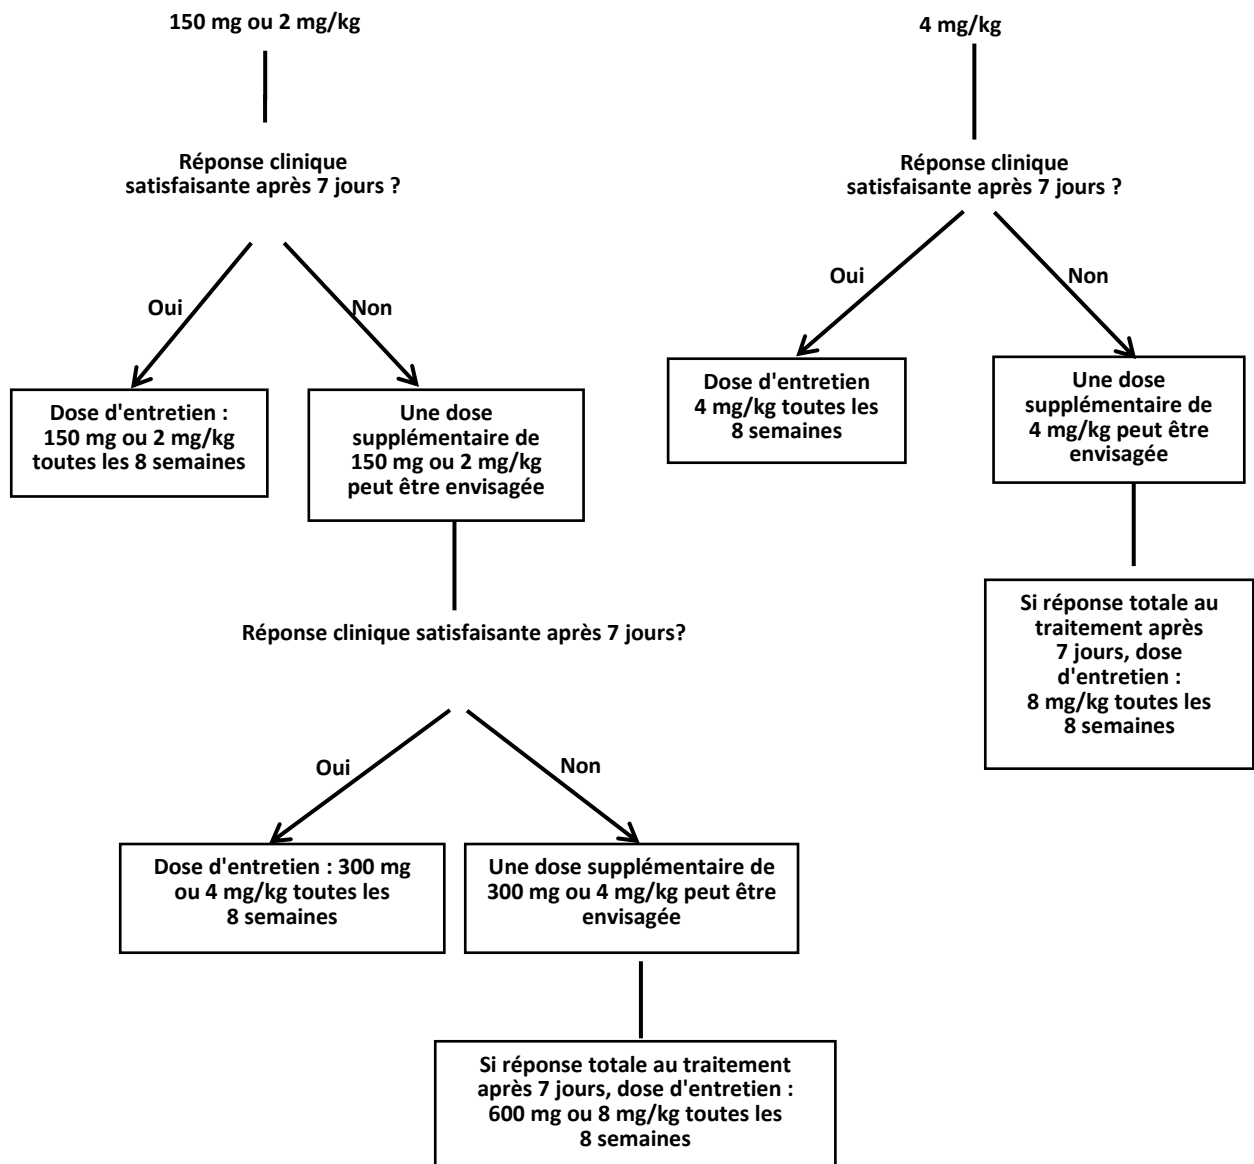 150 mg ou 2 mg/kg
Réponse clinique
satisfaisante après 7 jours ?
Oui
Non
Dose d'entretien :
150 mg ou 2 mg/kg
toutes les 8 semaines
Une dose
supplémentaire de
150 mg ou 2 mg/kg
peut être envisagée
Réponse clinique satisfaisante après 7 jours?
Oui
Non
Dose d'entretien : 300 mg
ou 4 mg/kg toutes les
8 semaines
Une dose supplémentaire de
300 mg ou 4 mg/kg peut être
envisagée
Si réponse totale au traitement
après 7 jours, dose d'entretien :
600 mg ou 8 mg/kg toutes les
8 semaines
4 mg/kg
Réponse clinique
satisfaisante après 7 jours ?
Oui
Non
Dose d'entretien
4 mg/kg toutes les
8 semaines
Une dose
supplémentaire de
4 mg/kg peut être
envisagée
Si réponse totale au
traitement après
7 jours, dose
d'entretien :
8 mg/kg toutes les
8 semaines